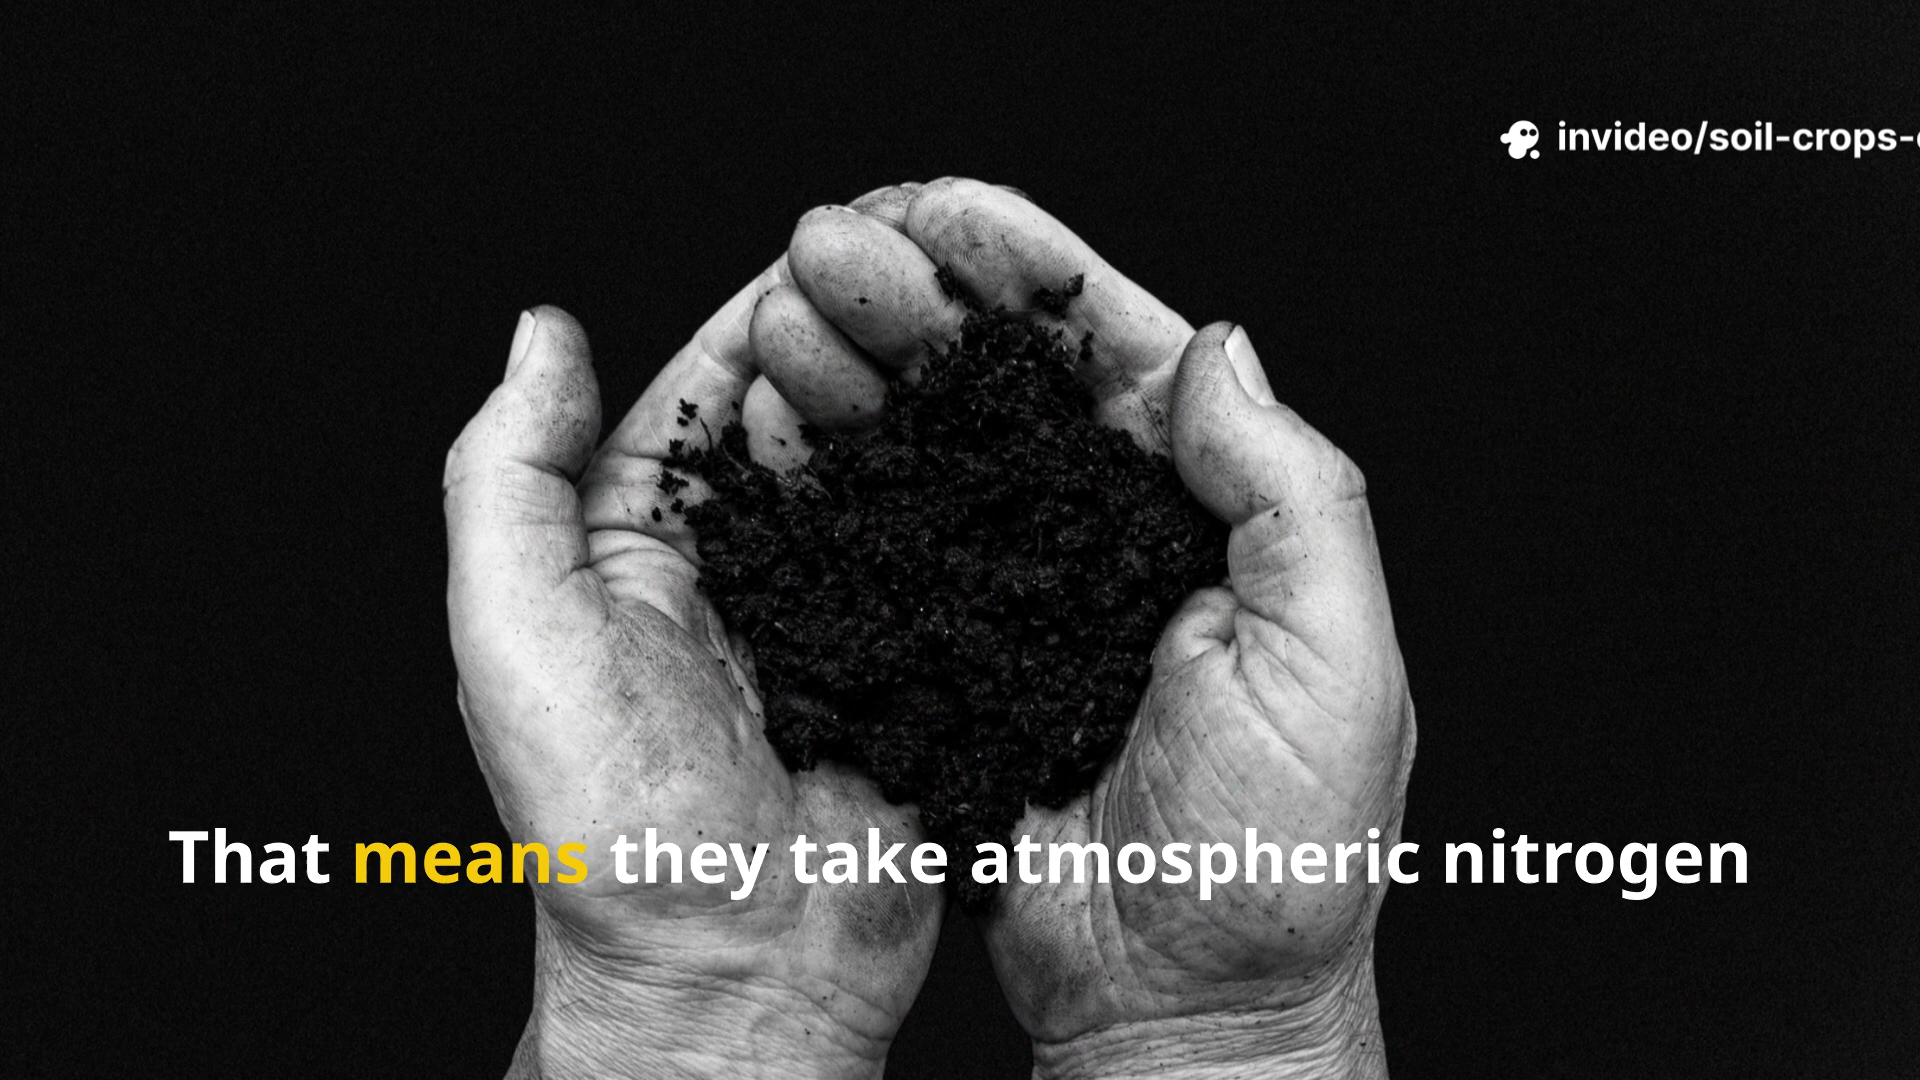 invideo/soil-crops-
That means they take atmospheric nitrogen